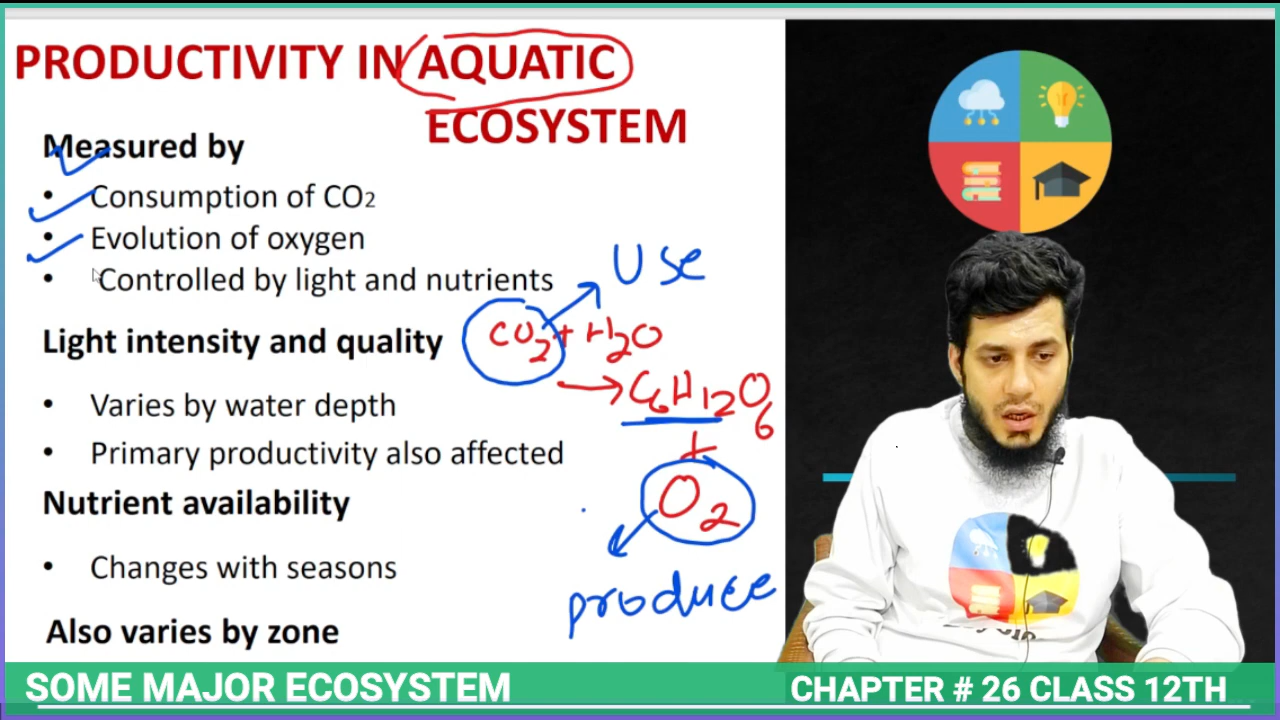 PRODUCTIVITY IN AQUATIC
ECOSYSTEM
Measured by
• Consumption of CO2
• Evolution of oxygen
• Controlled by light and nutrients
Use
CO2 + H2O
→ C6H12O6
+
O2
produce
Light intensity and quality
• Varies by water depth
• Primary productivity also affected
Nutrient availability
• Changes with seasons
Also varies by zone
SOME MAJOR ECOSYSTEM
CHAPTER # 26 CLASS 12TH